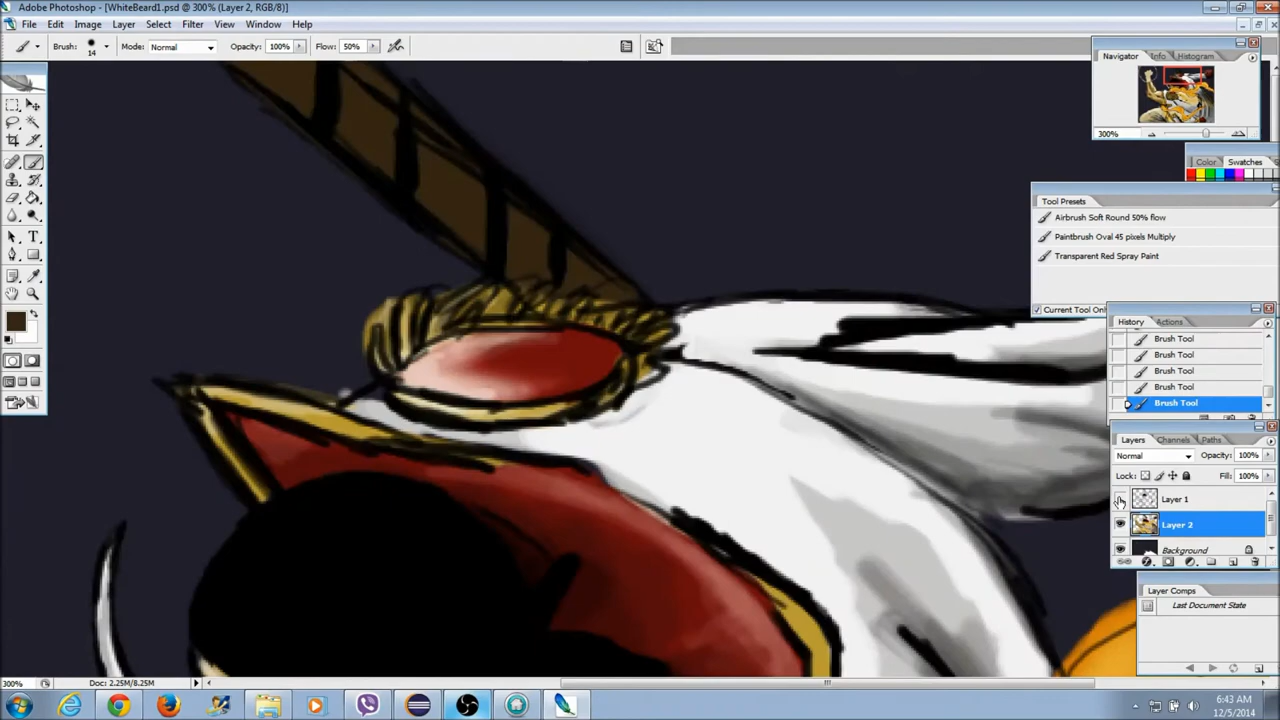 Adobe Photoshop - [WhiteBeard1.psd @ 300% (Layer 2, RGB/8)]
File Edit Image Layer Select Filter View Window Help
Brush: 14 Mode: Normal Opacity: 100% Flow: 50%
Navigator Info Histogram
300%
Color Swatches
Tool Presets
Airbrush Soft Round 50% flow
Paintbrush Oval 45 pixels Multiply
Transparent Red Spray Paint
Current Tool Only
History Actions
Brush Tool
Brush Tool
Brush Tool
Brush Tool
Brush Tool
Layers Channels Paths
Normal Opacity: 100%
Lock: Fill: 100%
Layer 1
Layer 2
Background
Layer Comps
Last Document State
300% Doc: 2.25M/8.25M
6:43 AM
12/5/2014